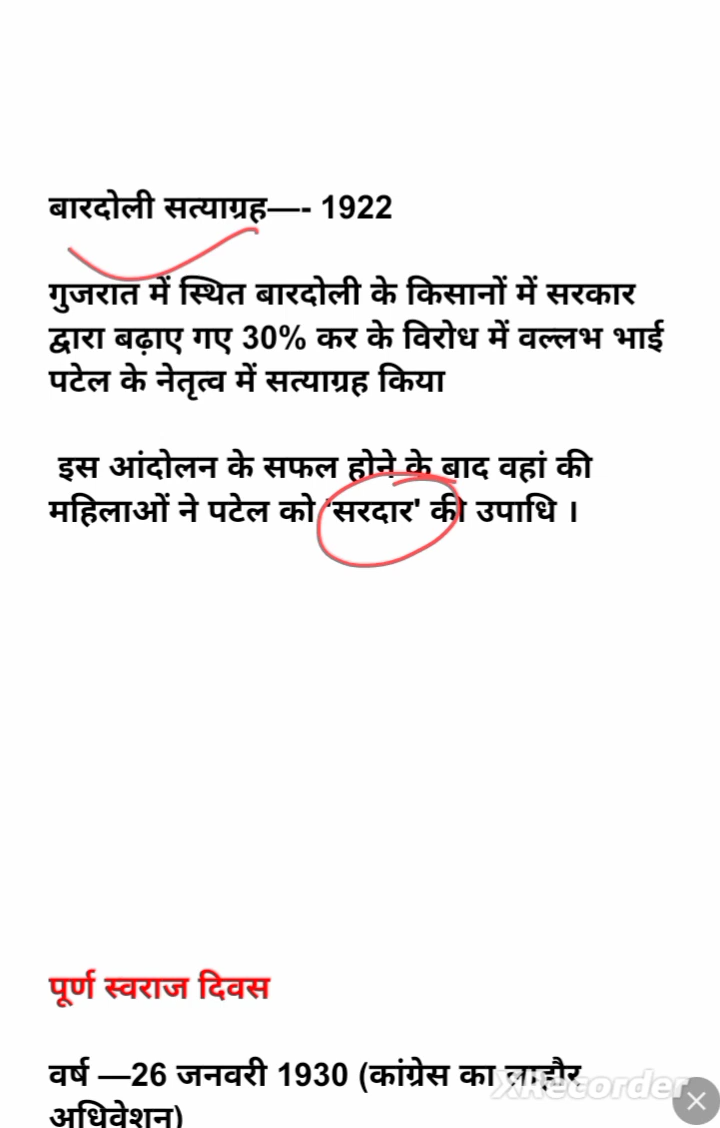 बारदोली सत्याग्रह—-- 1922
गुजरात में स्थित बारदोली के किसानों में सरकार
द्वारा बढ़ाए गए 30% कर के विरोध में वल्लभ भाई
पटेल के नेतृत्व में सत्याग्रह किया
इस आंदोलन के सफल होने के बाद वहां की
महिलाओं ने पटेल को 'सरदार' की उपाधि ।
पूर्ण स्वराज दिवस
वर्ष —26 जनवरी 1930 (कांग्रेस का लाहौर
अधिवेशन)
XRecorder